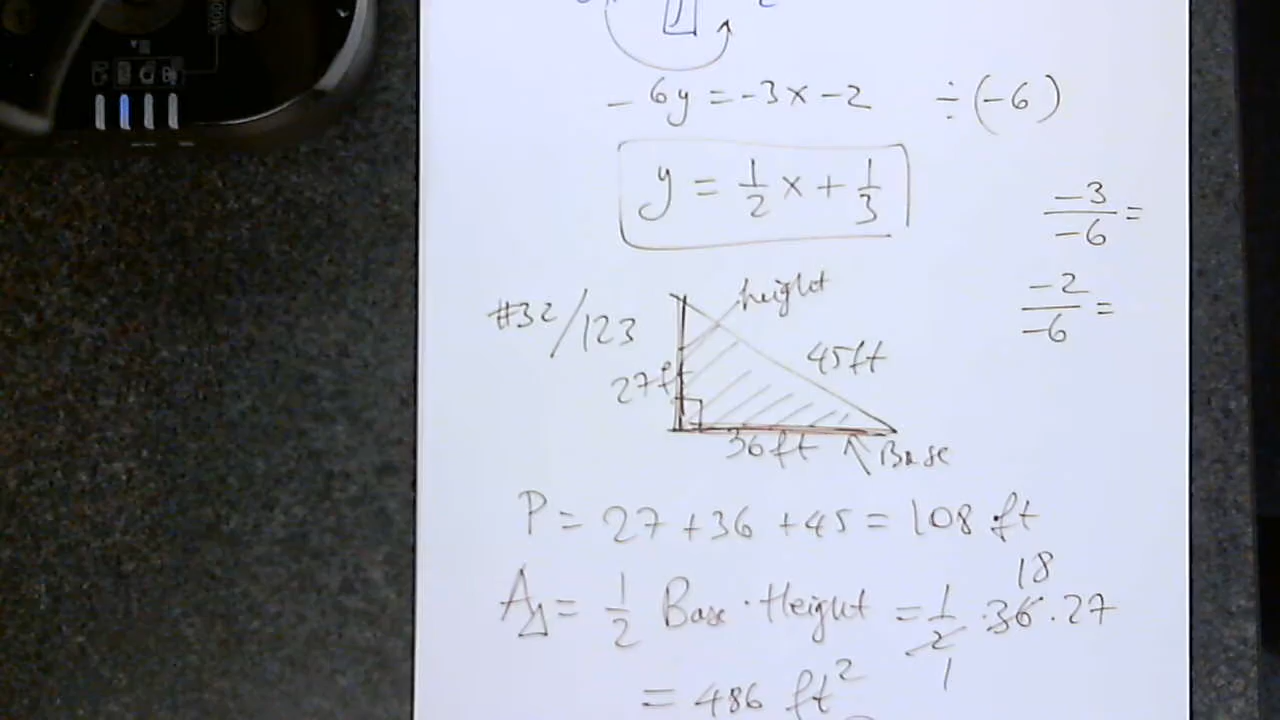 -6y = -3x - 2 ÷(-6)
y = 1/2 x + 1/3
-3/-6 =
-2/-6 =
#32/123
height
27ft
45ft
36ft
Base
P = 27 + 36 + 45 = 108 ft
A△ = 1/2 Base · Height = 1/2 · 36 · 27
18
1
= 486 ft²